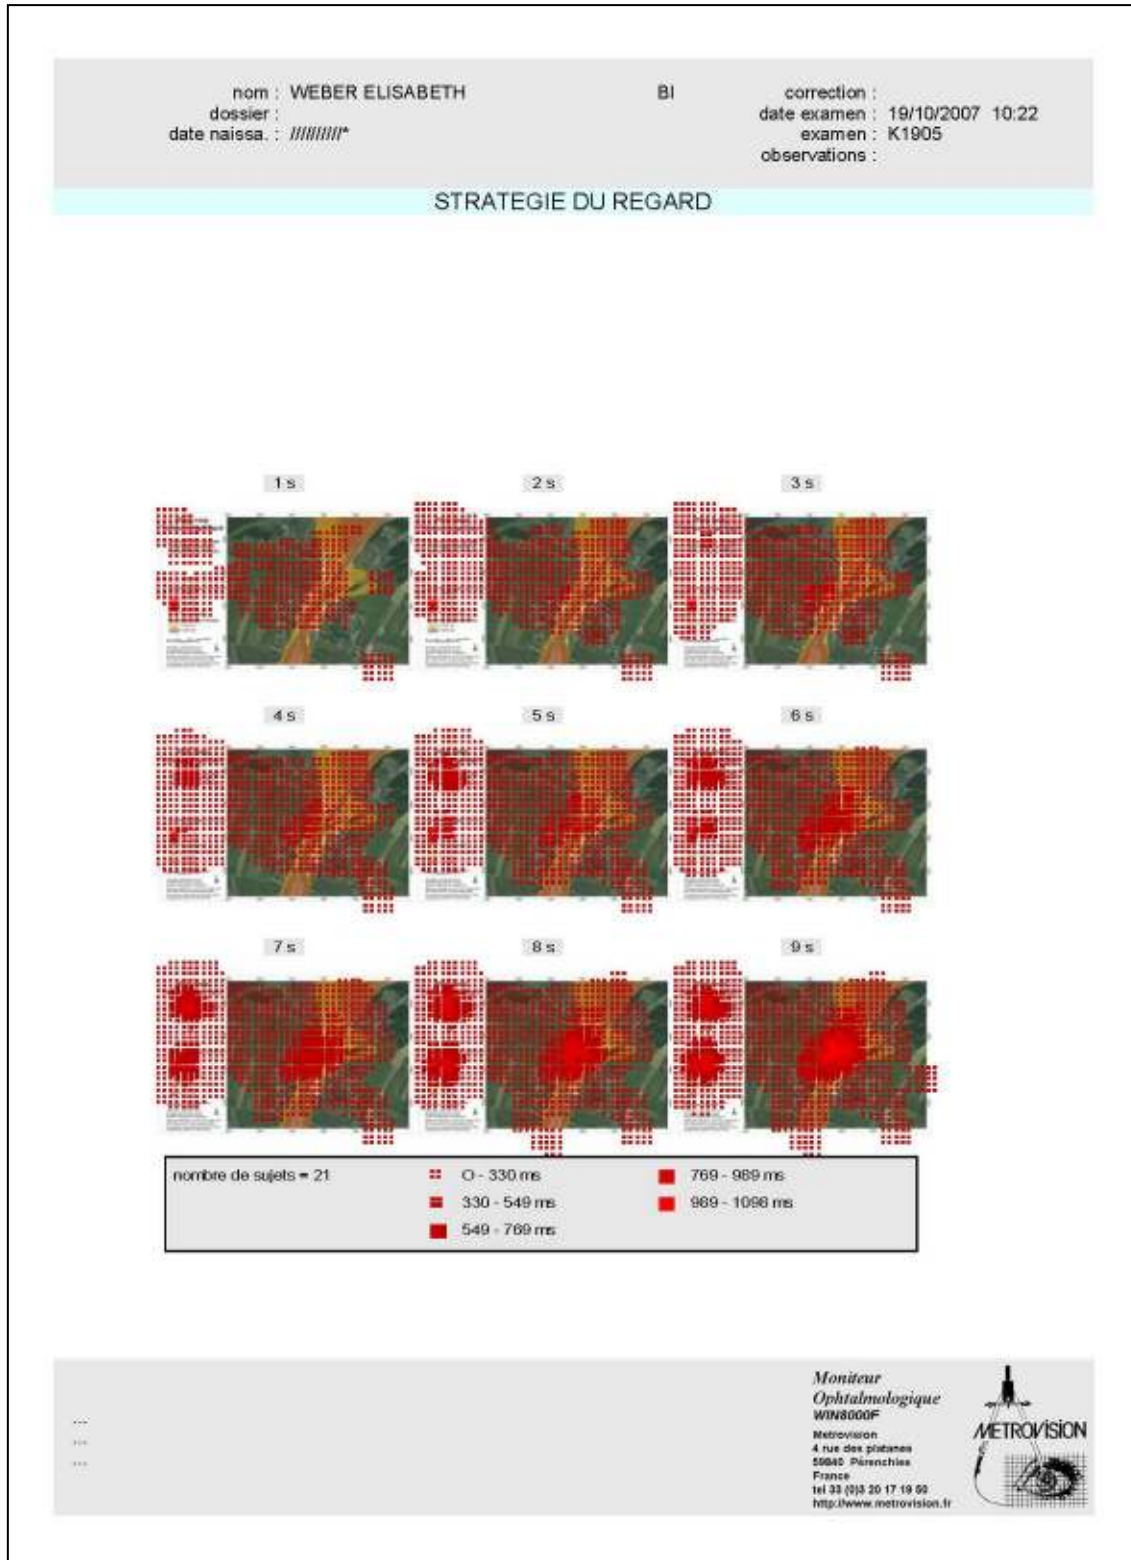 nom : WEBER ELISABETH
BI
correction :
dossier :
date examen : 19/10/2007 10:22
date naissa. : //////////*
examen : K1905
observations :
STRATEGIE DU REGARD
1 s
2 s
3 s
4 s
5 s
6 s
7 s
8 s
9 s
nombre de sujets = 21
O - 330 ms
769 - 989 ms
330 - 549 ms
989 - 1096 ms
549 - 769 ms
Moniteur
Ophtalmologique
WIN8000F
Metrovision
4 rue des platanes
59840 Pérenchies
France
tel 33 (0)3 20 17 19 50
http://www.metrovision.fr
METROVISION
---
---
---